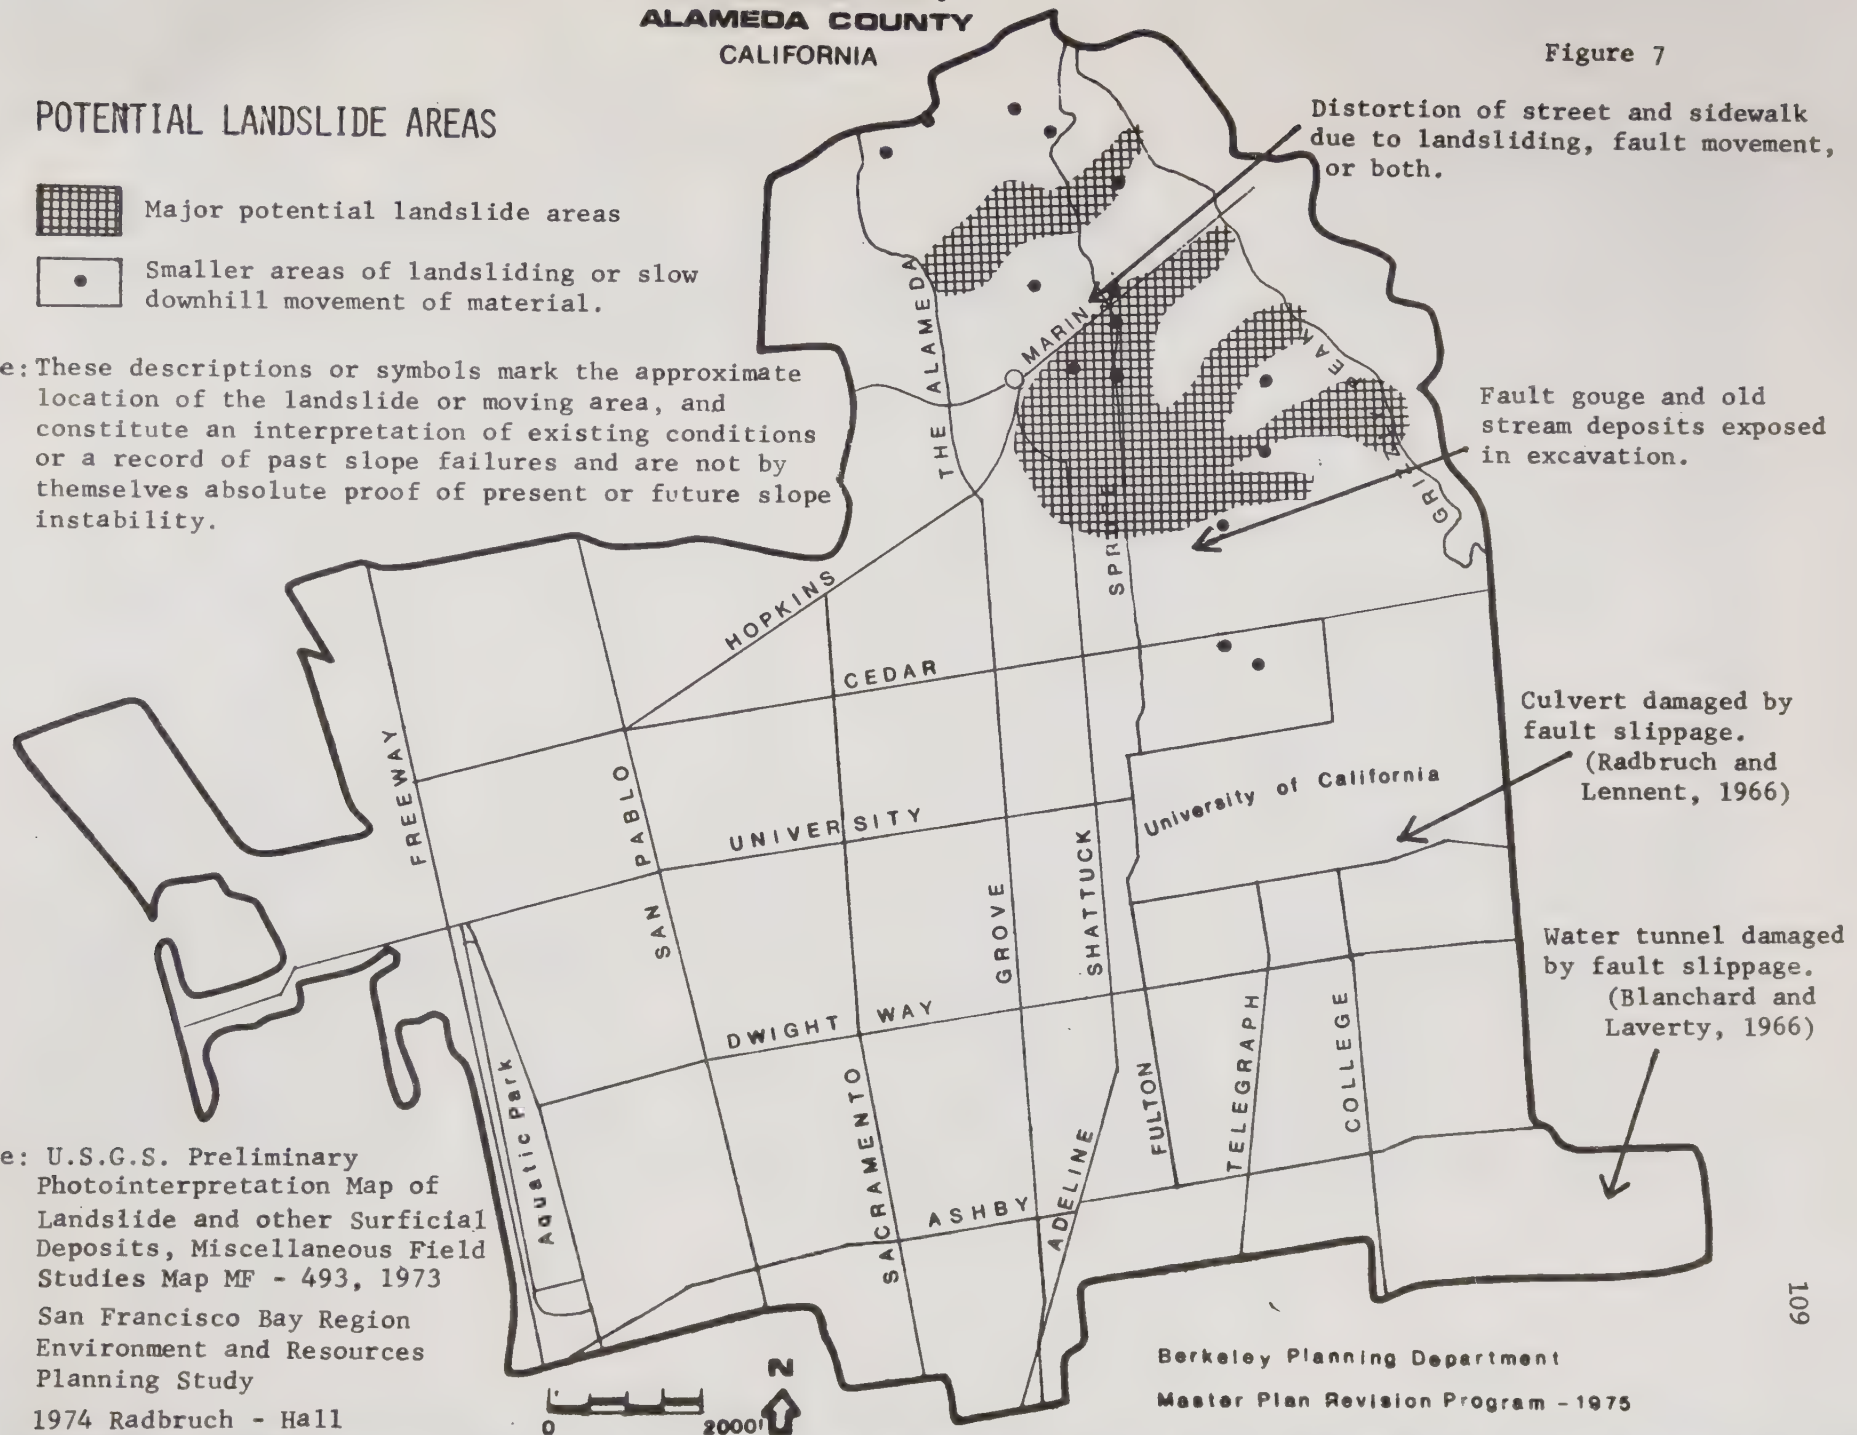 ALAMEDA COUNTY
CALIFORNIA
Figure 7
POTENTIAL LANDSLIDE AREAS
Major potential landslide areas
Smaller areas of landsliding or slow
downhill movement of material.
e: These descriptions or symbols mark the approximate
location of the landslide or moving area, and
constitute an interpretation of existing conditions
or a record of past slope failures and are not by
themselves absolute proof of present or future slope
instability.
Distortion of street and sidewalk
due to landsliding, fault movement,
or both.
Fault gouge and old
stream deposits exposed
in excavation.
Culvert damaged by
fault slippage.
(Radbruch and
Lennent, 1966)
Water tunnel damaged
by fault slippage.
(Blanchard and
Laverty, 1966)
THE ALAMEDA
MARIN
SPRUCE
GRIZZLY PEAK
HOPKINS
CEDAR
FREEWAY
SAN PABLO
UNIVERSITY
University of California
GROVE
SHATTUCK
DWIGHT WAY
Aquatic Park
SACRAMENTO
ASHBY
ADELINE
FULTON
TELEGRAPH
COLLEGE
e: U.S.G.S. Preliminary
Photointerpretation Map of
Landslide and other Surficial
Deposits, Miscellaneous Field
Studies Map MF - 493, 1973
San Francisco Bay Region
Environment and Resources
Planning Study
1974 Radbruch - Hall
0 2000'
N
Berkeley Planning Department
Master Plan Revision Program - 1975
109